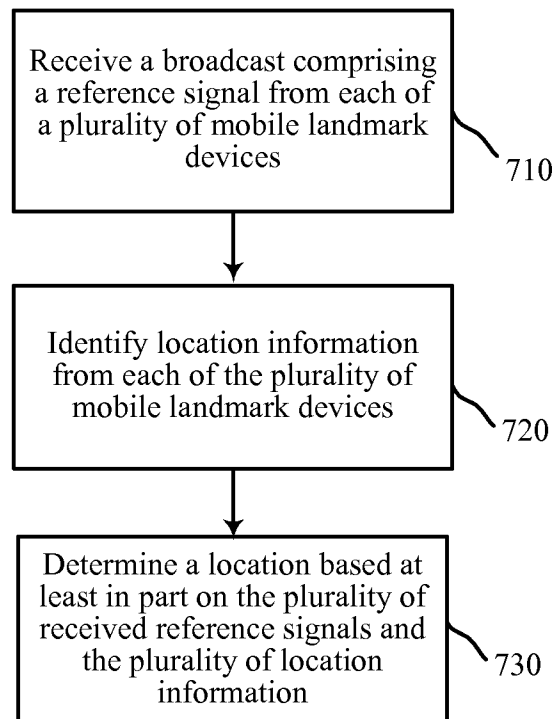 Receive a broadcast comprising
a reference signal from each of
a plurality of mobile landmark
devices
710
Identify location information
from each of the plurality of
mobile landmark devices
720
Determine a location based at
least in part on the plurality of
received reference signals and
the plurality of location
information
730